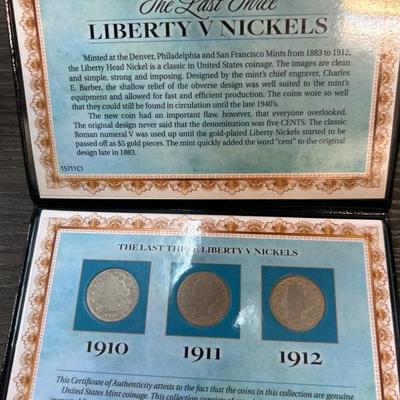 The Last Three
LIBERTY V NICKELS
Minted at the Denver, Philadelphia and San Francisco Mints from 1883 to 1912,
the Liberty Head Nickel is a classic in United States coinage. The images are clean
and simple, strong and imposing. Designed by the mint's chief engraver, Charles
E. Barber, the shallow relief of the obverse design was well suited to the mint's
equipment and allowed for fast and efficient production. The coins wore so well
that they could still be found in circulation until the late 1940's.
The new coin had an important flaw, however, that everyone overlooked.
The original design never said that the denomination was five CENTS. The classic
Roman numeral V was used up until the gold-plated Liberty Nickels started to be
passed off as $5 gold pieces. The mint quickly added the word "cent" to the original
design late in 1883.
15711C1
THE LAST THREE LIBERTY V NICKELS
1910 1911 1912
This Certificate of Authenticity attests to the fact that the coins in this collection are genuine
United States Mint coinage. This collection consists of